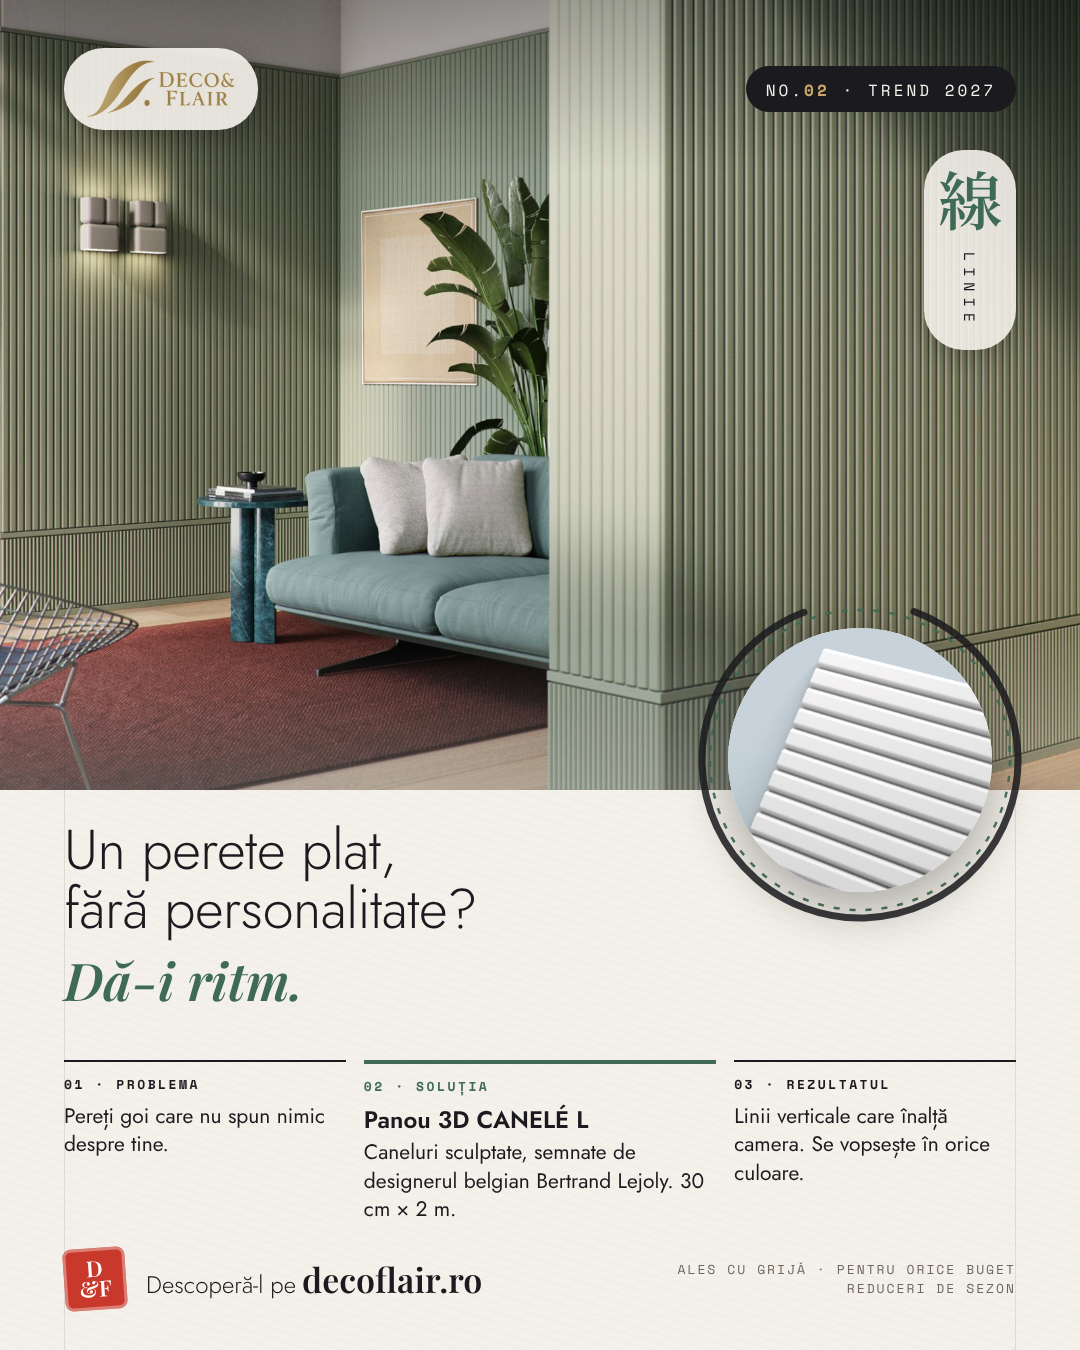 DECO&
FLAIR
NO.02 · TREND 2027
線
LINIE
Un perete plat,
fără personalitate?
Dă-i ritm.
01 · PROBLEMA
Pereți goi care nu spun nimic
despre tine.
02 · SOLUȚIA
Panou 3D CANELÉ L
Caneluri sculptate, semnate de
designerul belgian Bertrand Lejoly. 30
cm × 2 m.
03 · REZULTATUL
Linii verticale care înalță
camera. Se vopsește în orice
culoare.
D
&F
Descoperă-l pe decoflair.ro
ALES CU GRIJĂ · PENTRU ORICE BUGET
REDUCERI DE SEZON